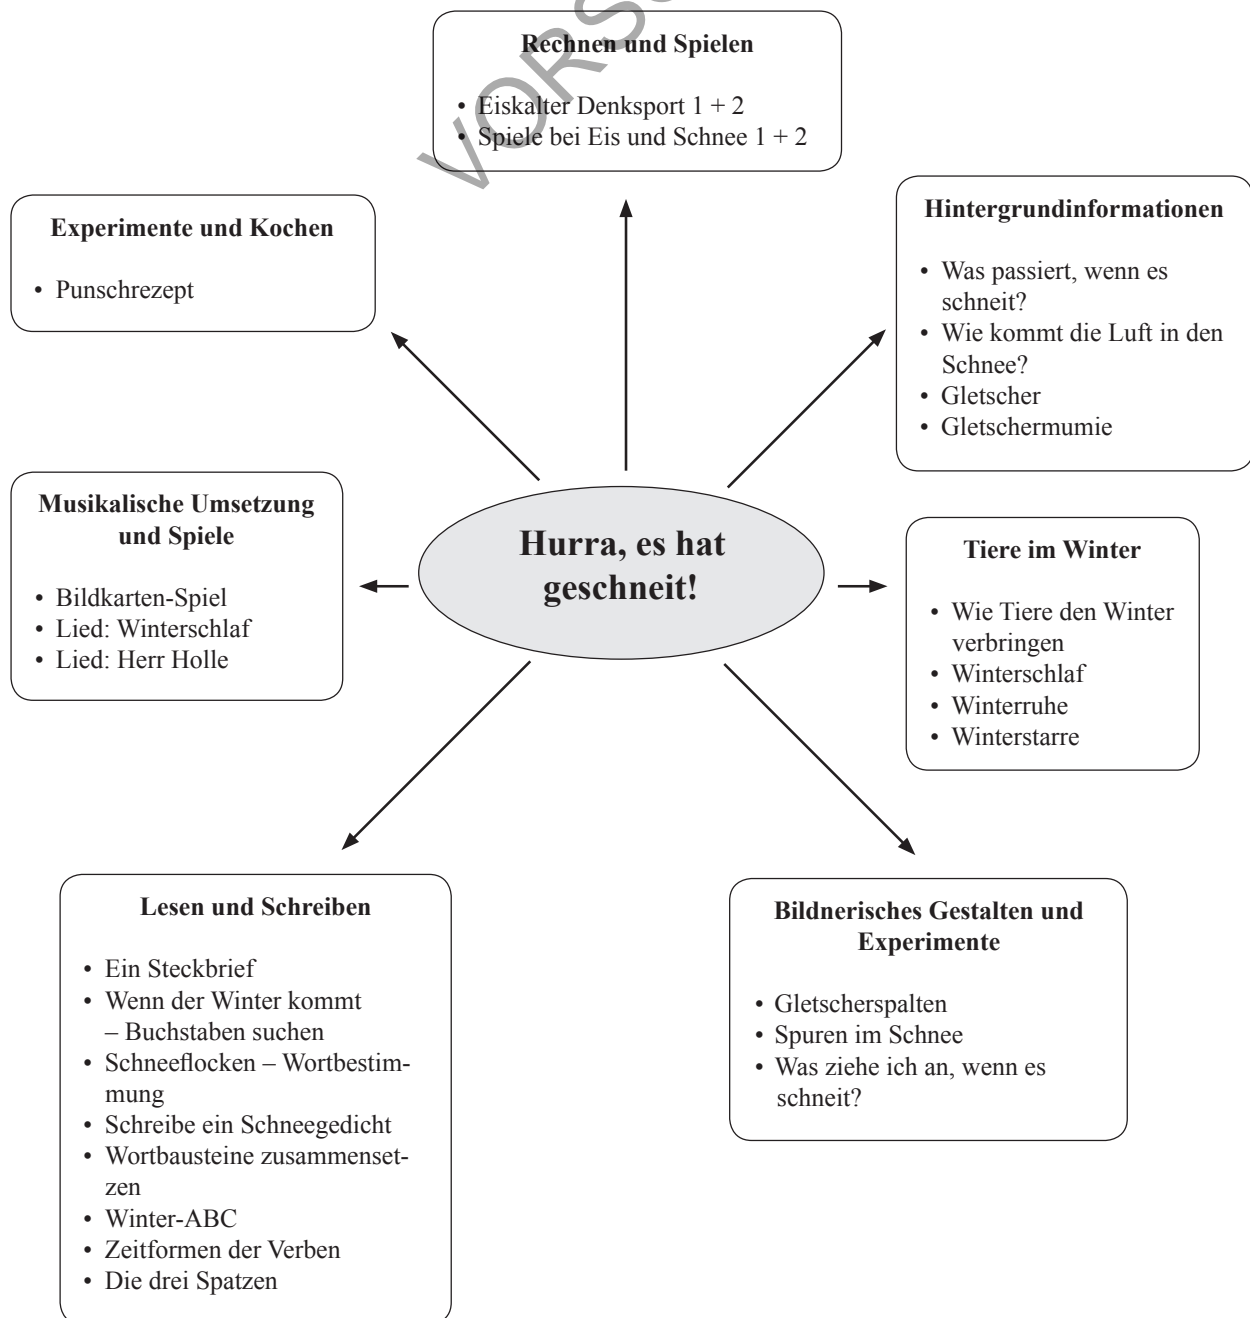 Rechnen und Spielen
• Eiskalter Denksport 1 + 2
• Spiele bei Eis und Schnee 1 + 2
Experimente und Kochen
• Punschrezept
Hintergrundinformationen
• Was passiert, wenn es
schneit?
• Wie kommt die Luft in den
Schnee?
• Gletscher
• Gletschermumie
Musikalische Umsetzung
und Spiele
• Bildkarten-Spiel
• Lied: Winterschlaf
• Lied: Herr Holle
Hurra, es hat
geschneit!
Tiere im Winter
• Wie Tiere den Winter
verbringen
• Winterschlaf
• Winterruhe
• Winterstarre
Lesen und Schreiben
• Ein Steckbrief
• Wenn der Winter kommt
– Buchstaben suchen
• Schneeflocken – Wortbestim-
mung
• Schreibe ein Schneegedicht
• Wortbausteine zusammenset-
zen
• Winter-ABC
• Zeitformen der Verben
• Die drei Spatzen
Bildnerisches Gestalten und
Experimente
• Gletscherspalten
• Spuren im Schnee
• Was ziehe ich an, wenn es
schneit?